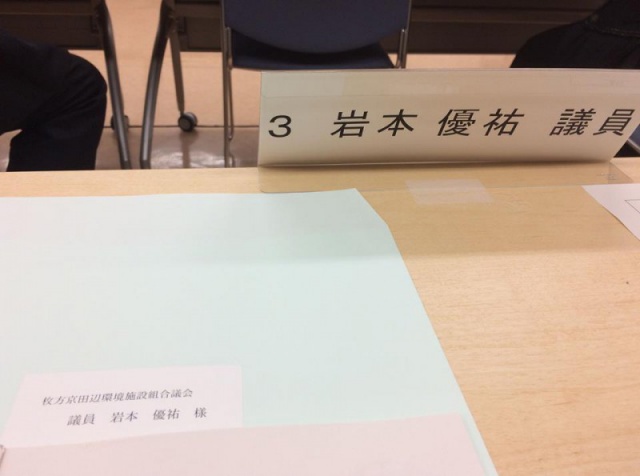 3 岩本 優祐 議員
枚方京田辺環境施設組合議会
議員 岩本 優祐 様